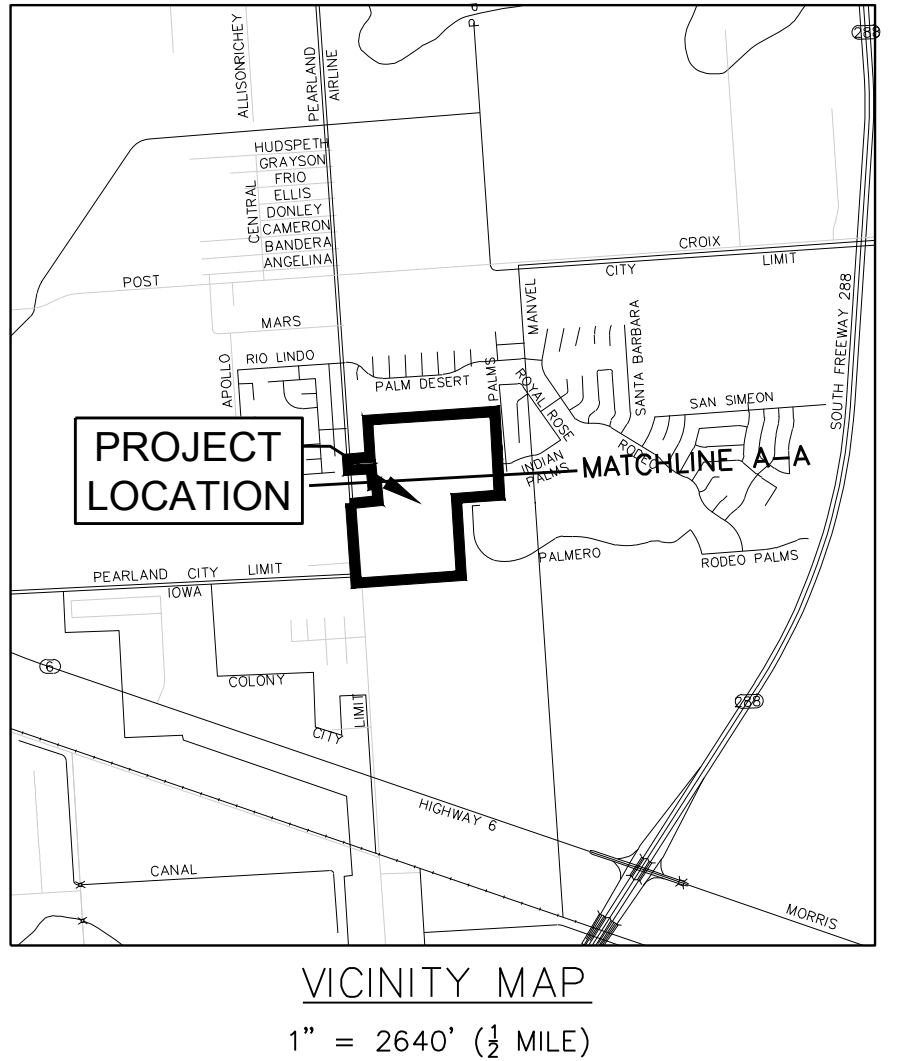 288
ALLISONRICHEY
PEARLAND
AIRLINE
HUDSPETH
GRAYSON
FRIO
ELLIS
DONLEY
CAMERON
BANDERA
ANGELINA
CENTRAL
CROIX
CITY LIMIT
POST
MARS
MANVEL
SOUTH FREEWAY 288
APOLLO
RIO LINDO
PALM DESERT
PALMS
ROYAL ROSE
SANTA BARBARA
SAN SIMEON
RODEO
INDIAN
PALMS
PROJECT
LOCATION
MATCHLINE A-A
PALMERO
RODEO PALMS
PEARLAND CITY LIMIT
IOWA
6
COLONY
CITY
LIMIT
288
HIGHWAY 6
CANAL
MORRIS
VICINITY MAP
1" = 2640' (½ MILE)